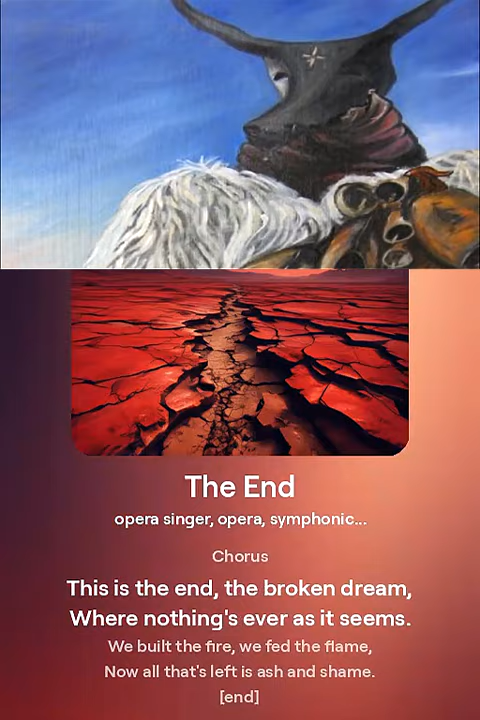 The End
opera singer, opera, symphonic...
Chorus
This is the end, the broken dream,
Where nothing's ever as it seems.
We built the fire, we fed the flame,
Now all that's left is ash and shame.
[end]